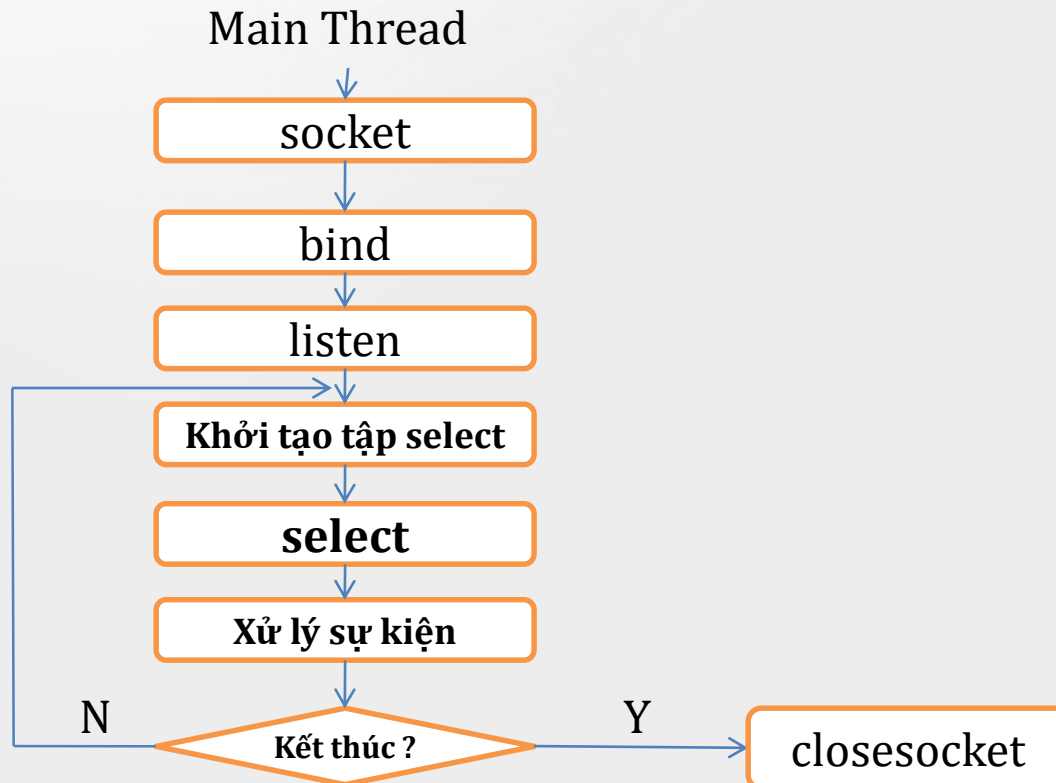 Main Thread
socket
bind
listen
Khởi tạo tập select
select
Xử lý sự kiện
N
Kết thúc ?
Y
closesocket